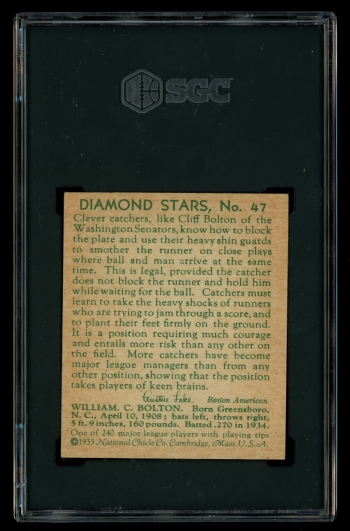 SGC
DIAMOND STARS, No. 47
Clever catchers, like Cliff Bolton of the
Washington Senators, know how to block
the plate and use their heavy shin guards
to smother the runner on close plays
where ball and man arrive at the same
time. This is legal, provided the catcher
does not block the runner and hold him
while waiting for the ball. Catchers must
learn to take the heavy shocks of runners
who are trying to jam through a score, and
to plant their feet firmly on the ground.
It is a position requiring much courage
and entails more risk than any other on
the field. More catchers have become
major league managers than from any
other position, showing that the position
takes players of keen brains.
Austen Lake Boston American
WILLIAM. C. BOLTON. Born Greensboro,
N. C., April 10, 1908; bats left, throws right,
5 ft. 9 inches, 160 pounds. Batted .270 in 1934.
One of 240 major league players with playing tips
©1935 National Chicle Co. Cambridge, Mass. U.S.A.